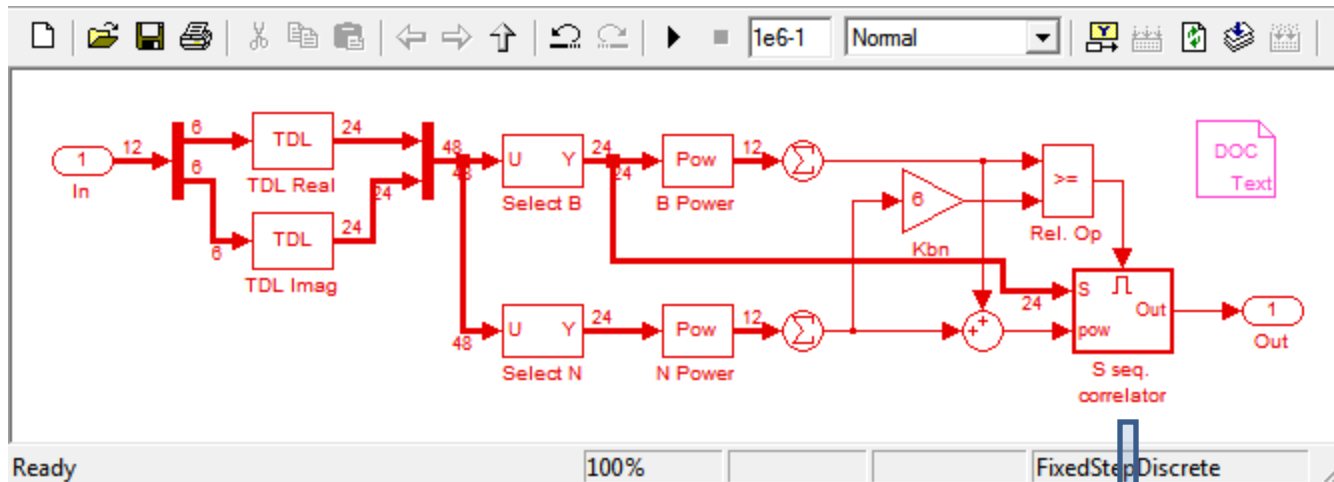 1e6-1 Normal
1 12 6 6 TDL 24
In TDL Real
6 TDL 24 24
TDL Imag
48 48 U Y 24 24 Pow 12
Select B B Power
6
Kbn
>=
Rel. Op
DOC
Text
48 U Y 24 Pow 12
Select N N Power
++
24 S Out
pow
S seq.
correlator
1
Out
Ready 100% FixedStepDiscrete